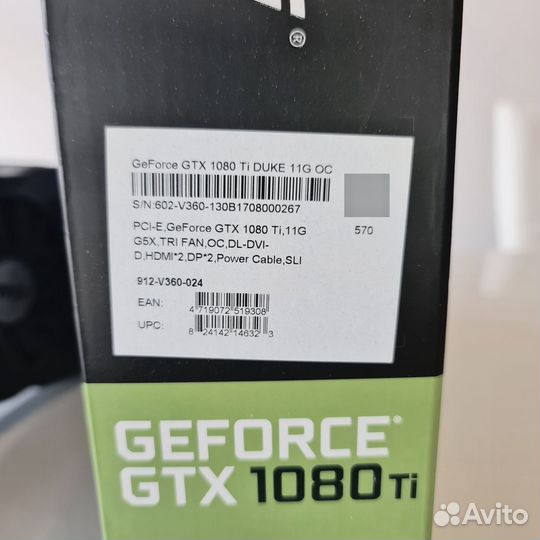 ®
GeForce GTX 1080 Ti DUKE 11G OC
S/N:602-V360-130B1708000267
PCI-E,GeForce GTX 1080 Ti,11G
570
G5X,TRI FAN,OC,DL-DVI-
D,HDMI*2,DP*2,Power Cable,SLI
912-V360-024
EAN:
4 719072 519308
UPC:
8 24142 14632 3
GEFORCE®
GTX 1080 Ti
Avito